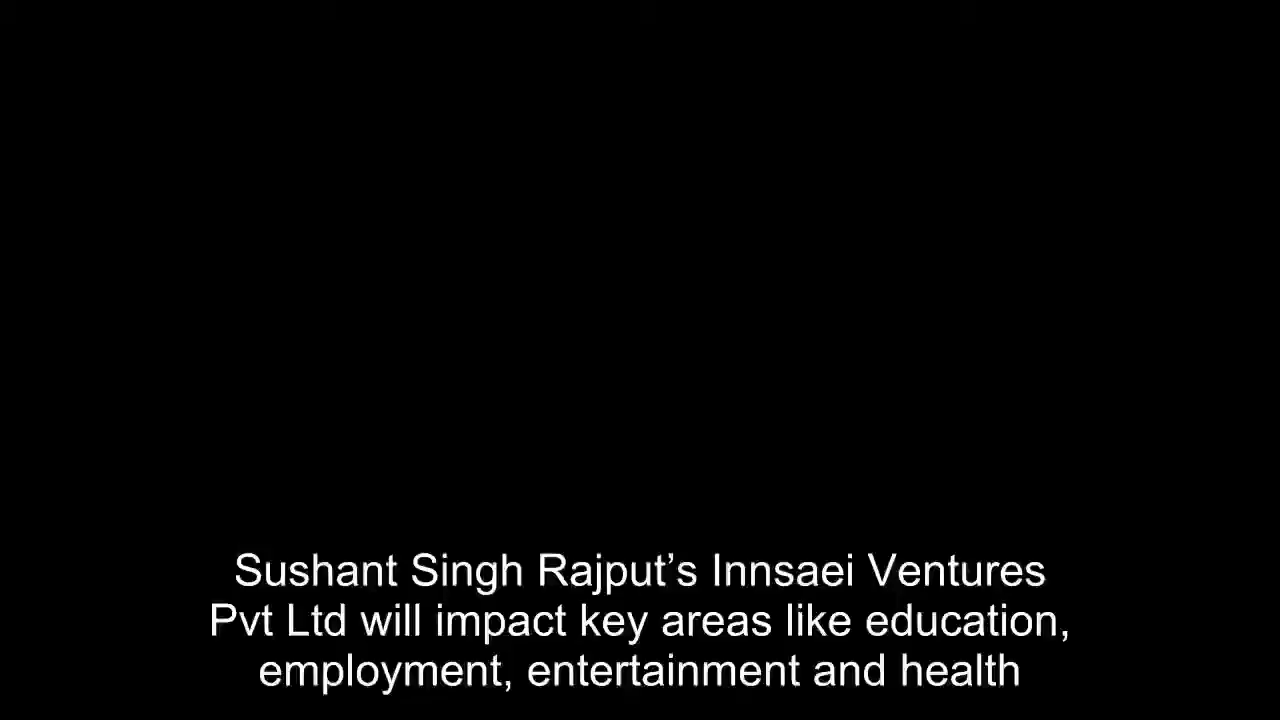 Sushant Singh Rajput’s Innsaei Ventures
Pvt Ltd will impact key areas like education,
employment, entertainment and health